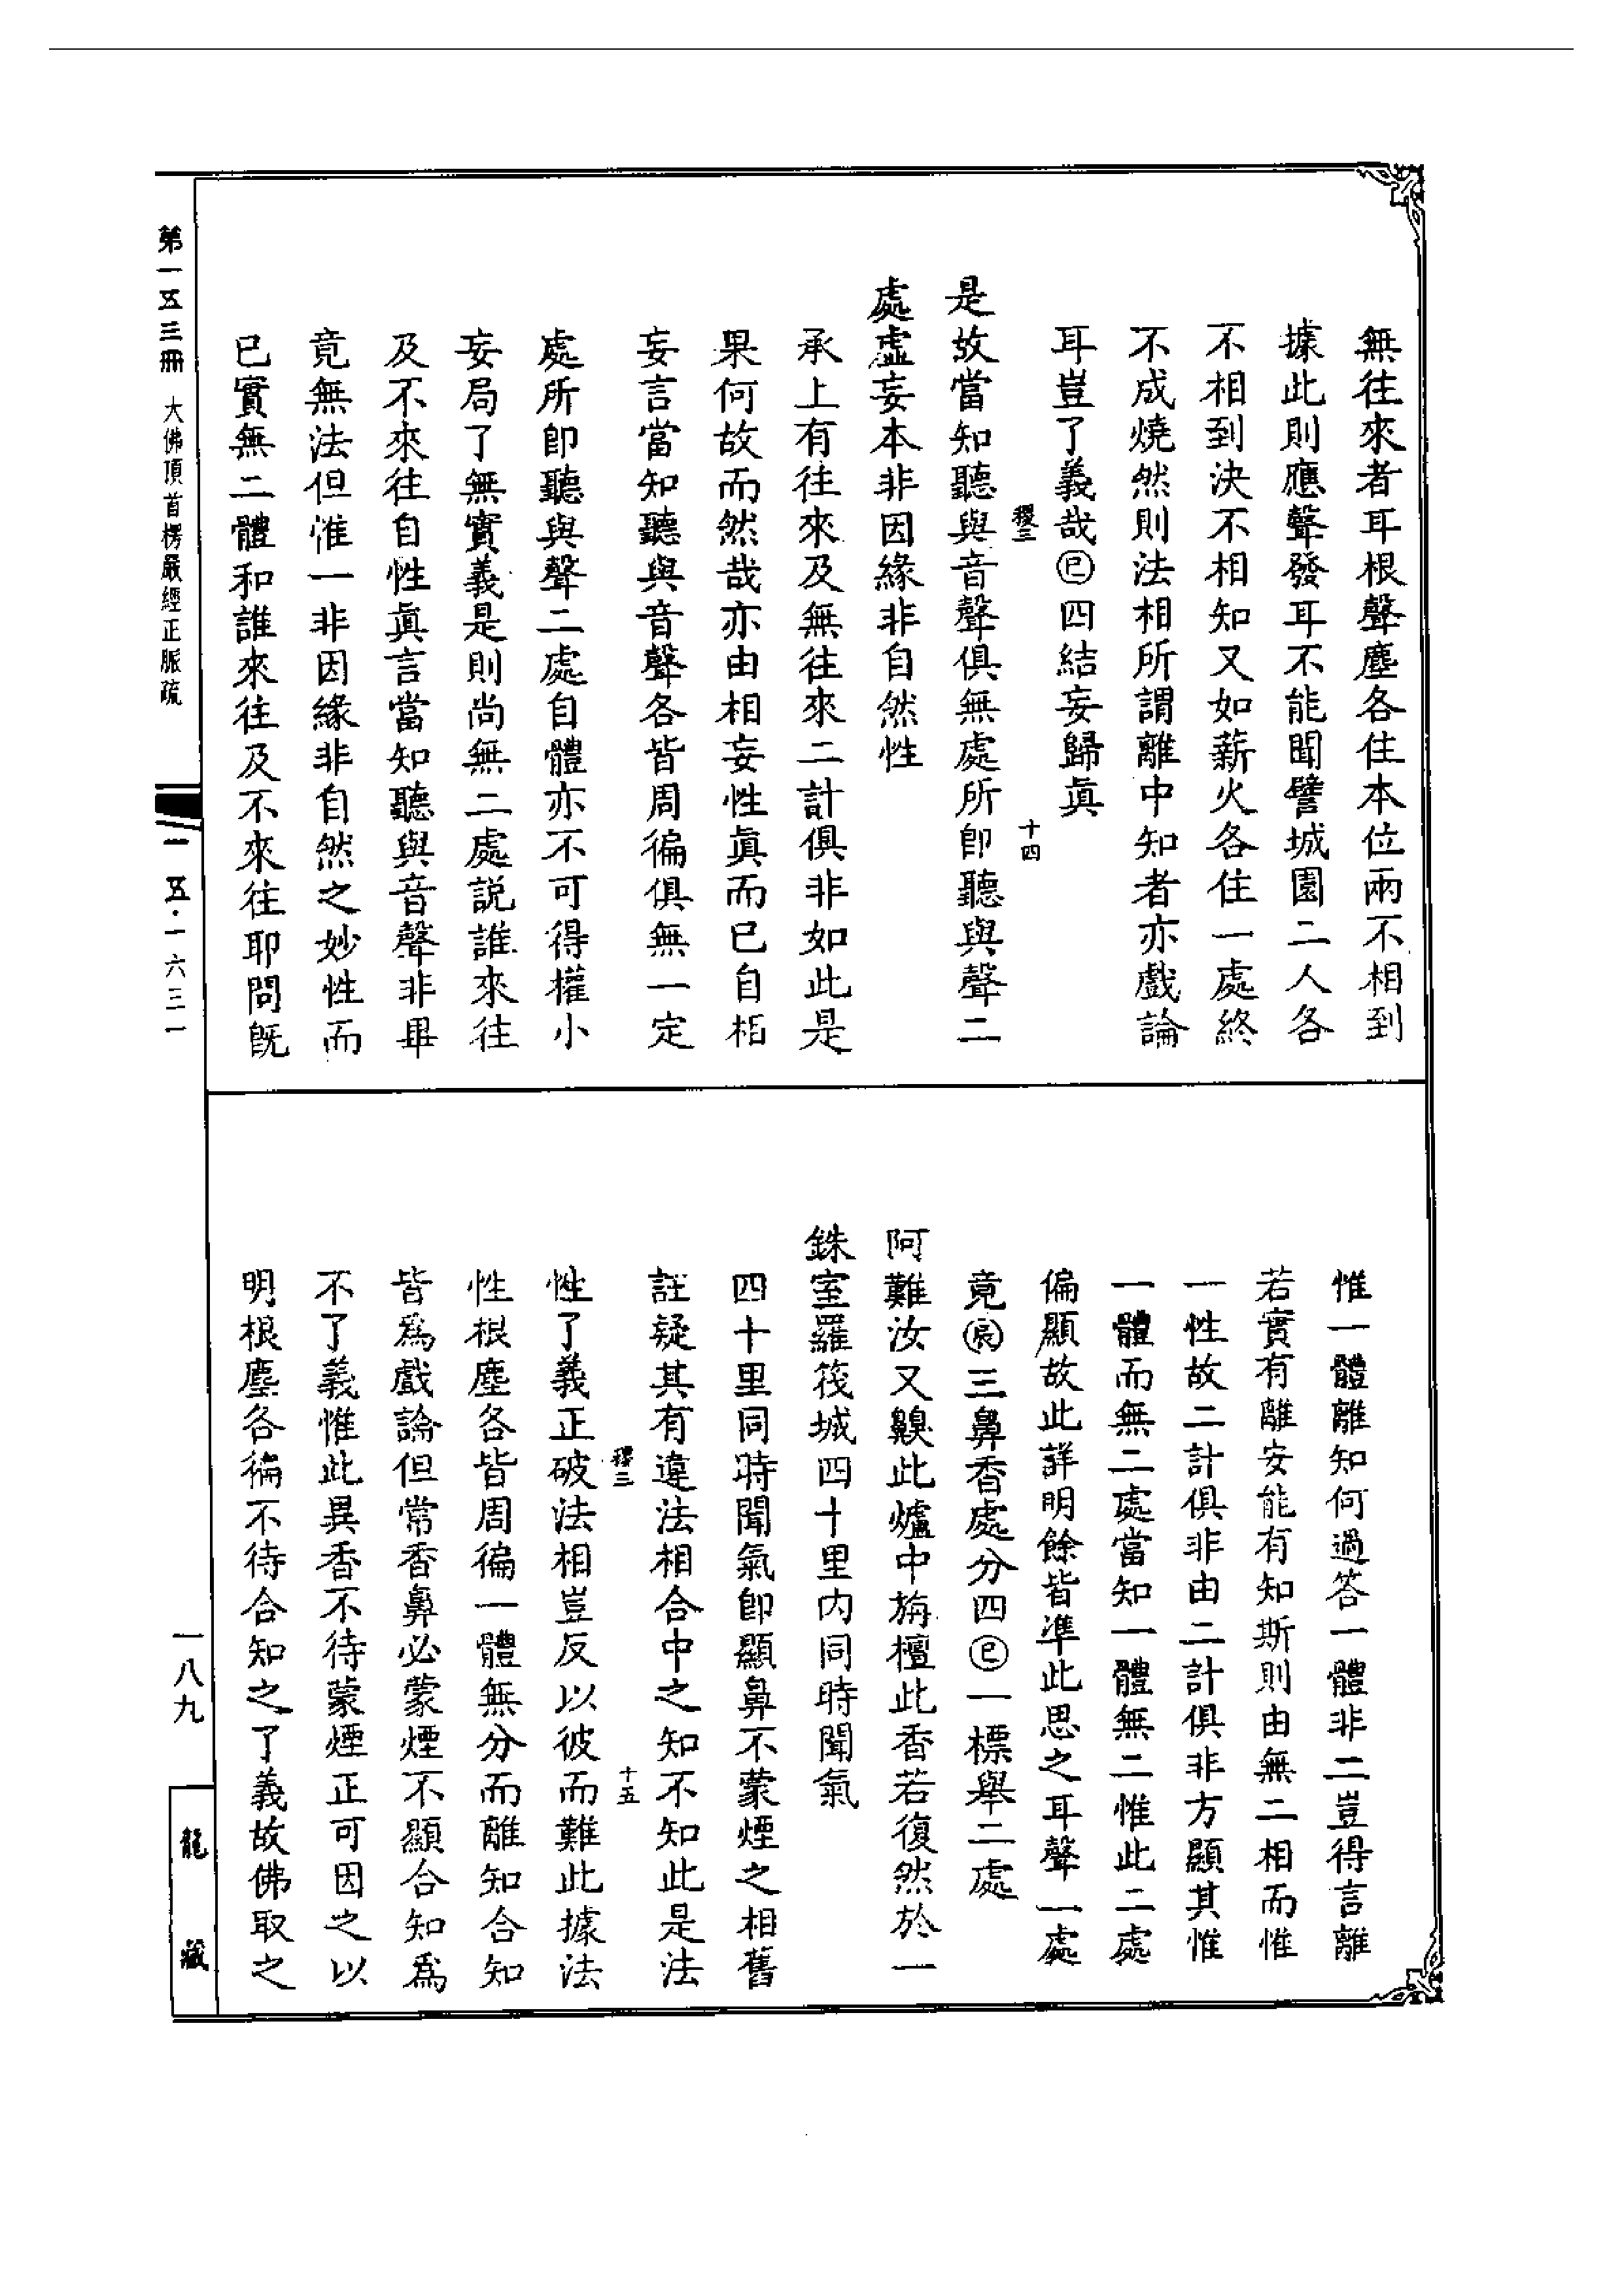 無往來者耳根聲塵各住本位兩不相到
據此則應聲發耳不能聞譬城園二人各
不相到決不相知又如薪火各住一處終
不成燒然則法相所謂離中知者亦戲論
耳豈了義哉㊂四結妄歸眞
稷三
十四
是故當知聽與音聲俱無處所即聽與聲二
處虛妄本非因緣非自然性
承上有往來及無往來二計俱非如此是
果何故而然哉亦由相妄性眞而已自相
妄言當知聽與音聲各皆周徧俱無一定
處所即聽與聲二處自體亦不可得權小
妄局了無實義是則尚無二處説誰來往
及不來往自性眞言當知聽與音聲非畢
竟無法但惟一非因緣非自然之妙性而
已實無二體和誰來往及不來往耶問既
惟一體離知何過答一體非二豈得言離
若實有離安能有知斯則由無二相而惟
一性故二計俱非由二計俱非方顯其惟
一體而無二處當知一體無二惟此二處
偏顯故此詳明餘皆準此思之耳聲一處
竟辰三鼻香處分四巳一標舉二處
阿難汝又齅此爐中栴檀此香若復然於一
銖室羅筏城四十里內同時聞氣
四十里同時聞氣即顯鼻不蒙煙之相舊
註疑其有違法相合中之知不知此是法
稷三
十五
性了義正破法相豈反以彼而難此據法
性根塵各皆周徧一體無分而離知合知
皆爲戲論但常香鼻必蒙煙不顯合知爲
不了義惟此異香不待蒙煙正可因之以
明根塵各徧不待合知之了義故佛取之
第一五三冊
大佛頂首楞嚴經正脈疏
一五·一六三一
一八九
龍藏